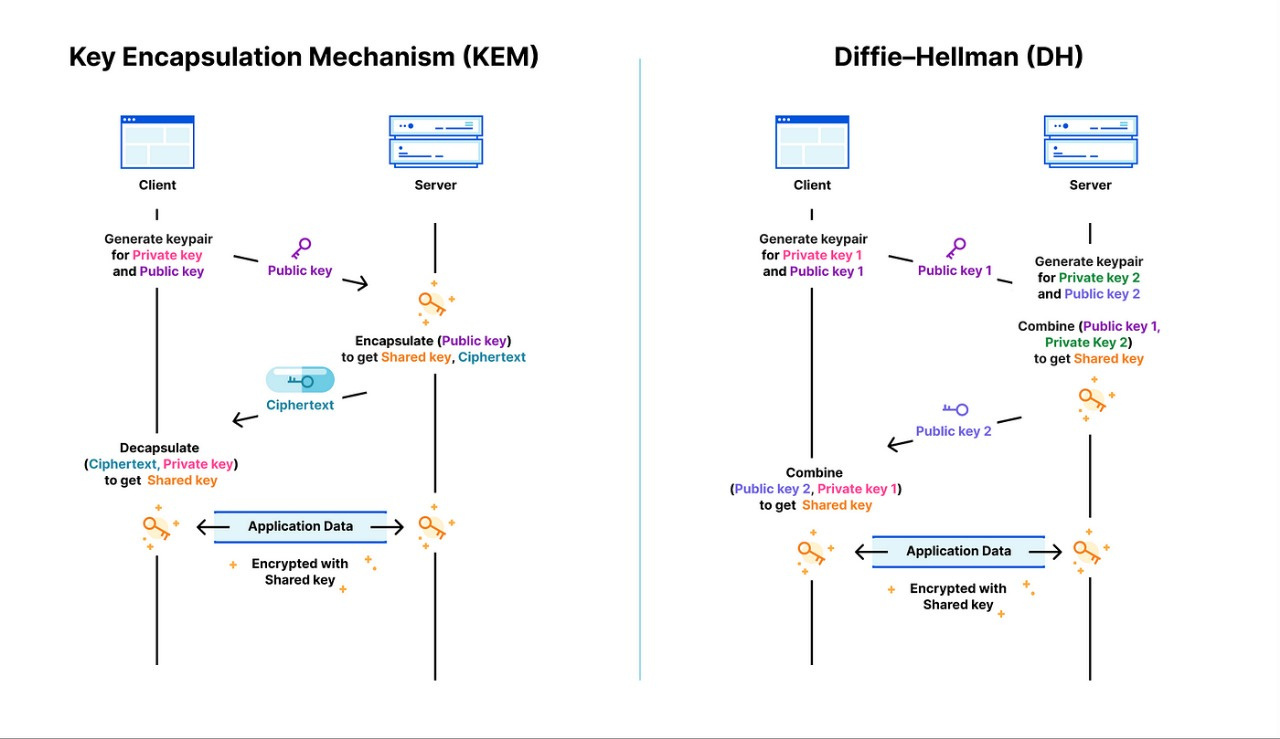 Key Encapsulation Mechanism (KEM)
Client
Server
Generate keypair
for Private key
and Public key
Public key
Encapsulate (Public key)
to get Shared key, Ciphertext
Ciphertext
Decapsulate
(Ciphertext, Private key)
to get Shared key
Application Data
Encrypted with
Shared key
Diffie–Hellman (DH)
Client
Server
Generate keypair
for Private key 1
and Public key 1
Public key 1
Generate keypair
for Private key 2
and Public key 2
Combine (Public key 1,
Private Key 2)
to get Shared key
Public key 2
Combine
(Public key 2, Private key 1)
to get Shared key
Application Data
Encrypted with
Shared key